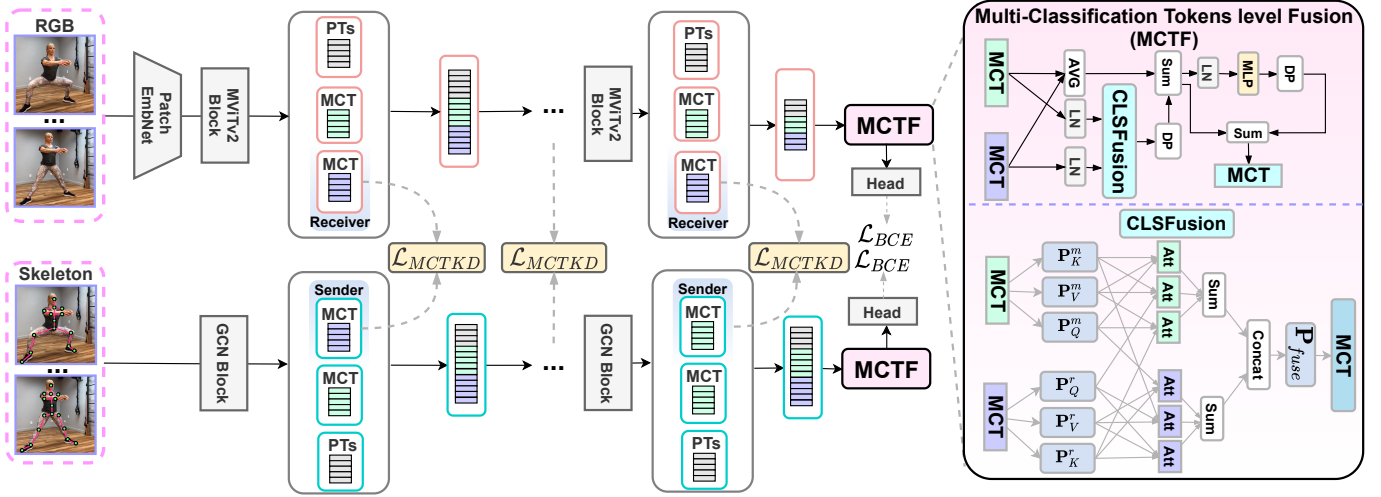 RGB
...
Patch
EmbNet
MViTv2
Block
PTs
MCT
MCT
Receiver
...
MViTv2
Block
PTs
MCT
MCT
Receiver
MCTF
Head
L_MCTKD
L_MCTKD
L_MCTKD
L_BCE
L_BCE
Skeleton
...
GCN Block
Sender
MCT
MCT
PTs
...
GCN Block
Sender
MCT
MCT
PTs
Head
MCTF
Multi-Classification Tokens level Fusion
(MCTF)
MCT
MCT
AVG
LN
LN
CLSFusion
Sum
DP
LN
MLP
DP
Sum
MCT
CLSFusion
MCT
P_K^m
P_V^m
P_Q^m
Att
Att
Att
Sum
MCT
P_Q^r
P_V^r
P_K^r
Att
Att
Att
Sum
Concat
P_fuse
MCT